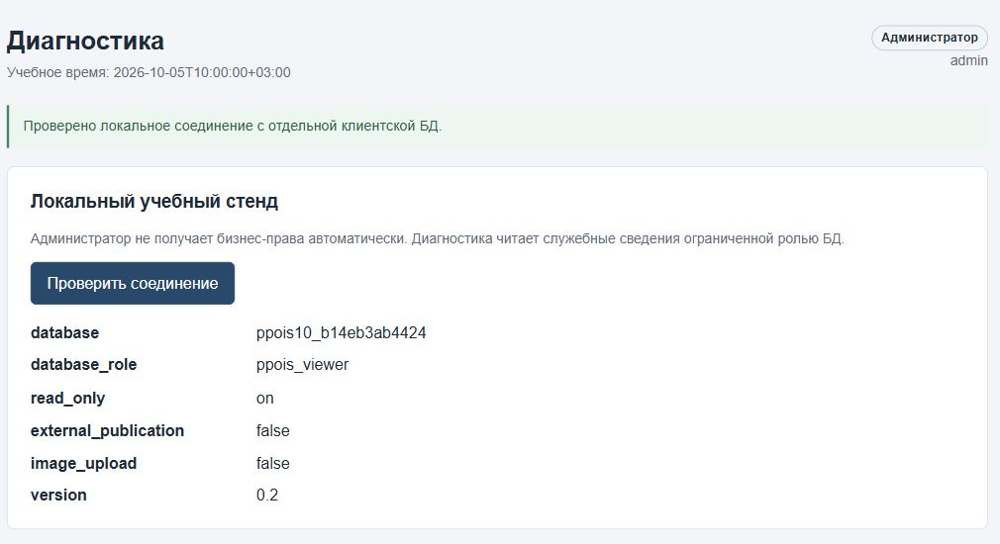 Диагностика
Администратор
admin
Учебное время: 2026-10-05T10:00:00+03:00
Проверено локальное соединение с отдельной клиентской БД.
Локальный учебный стенд
Администратор не получает бизнес-права автоматически. Диагностика читает служебные сведения ограниченной ролью БД.
Проверить соединение
database ppois10_b14eb3ab4424
database_role ppois_viewer
read_only on
external_publication false
image_upload false
version 0.2